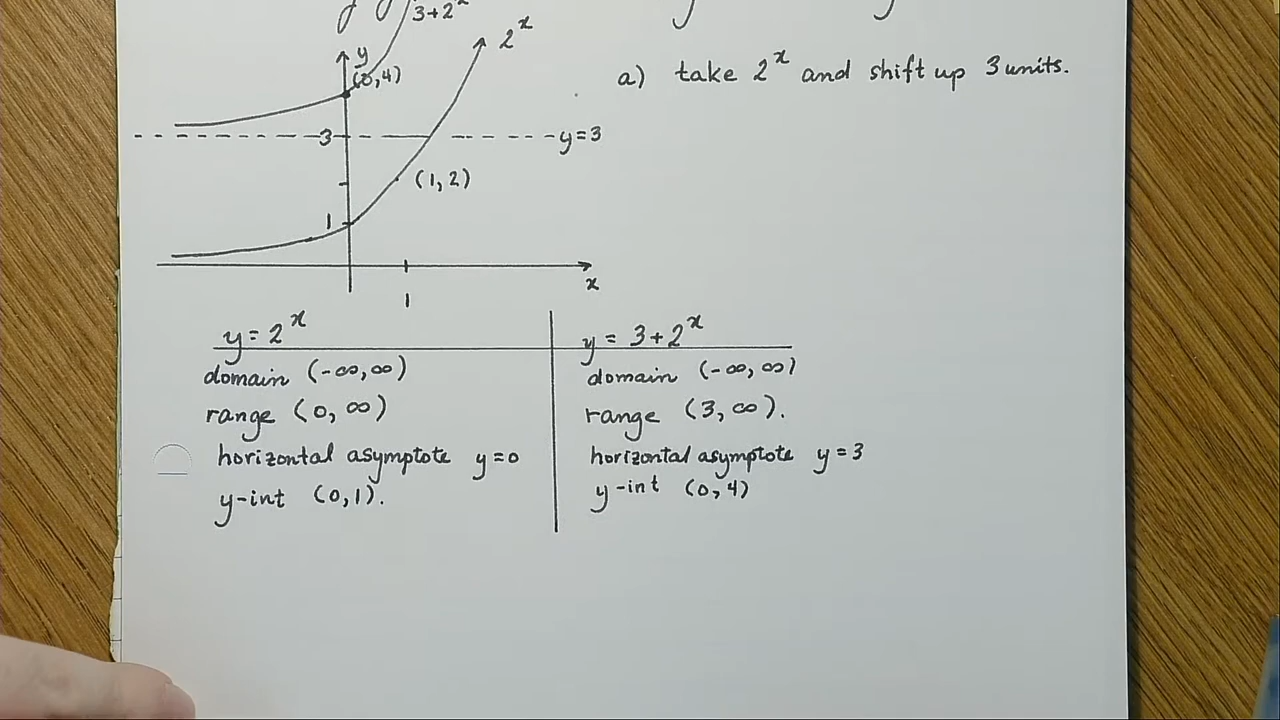 3+2^x
2^x
y
(0,4)
a) take 2^x and shift up 3 units.
3
y=3
(1,2)
1
x
1
y = 2^x
domain (-∞,∞)
range (0, ∞)
horizontal asymptote y=0
y-int (0,1).
y = 3+2^x
domain (-∞,∞)
range (3,∞).
horizontal asymptote y=3
y-int (0,4)